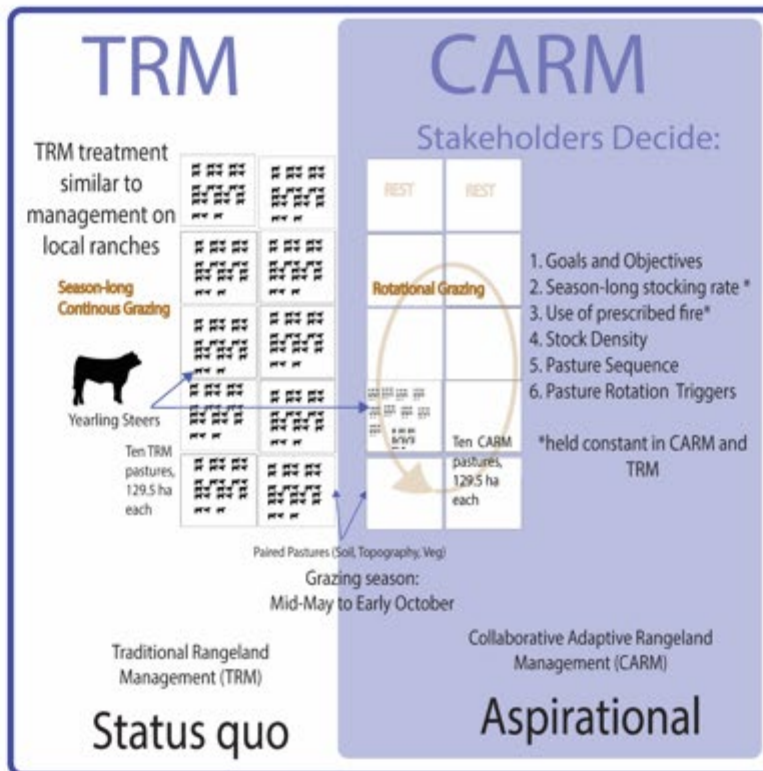 TRM
TRM treatment
similar to
management on
local ranches
Season-long
Continous Grazing
Yearling Steers
Ten TRM
pastures,
129.5 ha
each
CARM
Stakeholders Decide:
REST
REST
Rotational Grazing
Ten CARM
pastures,
129.5 ha
each
1. Goals and Objectives
2. Season-long stocking rate *
3. Use of prescribed fire*
4. Stock Density
5. Pasture Sequence
6. Pasture Rotation Triggers
*held constant in CARM and
TRM
Paired Pastures (Soil, Topography, Veg)
Grazing season:
Mid-May to Early October
Traditional Rangeland
Management (TRM)
Status quo
Collaborative Adaptive Rangeland
Management (CARM)
Aspirational